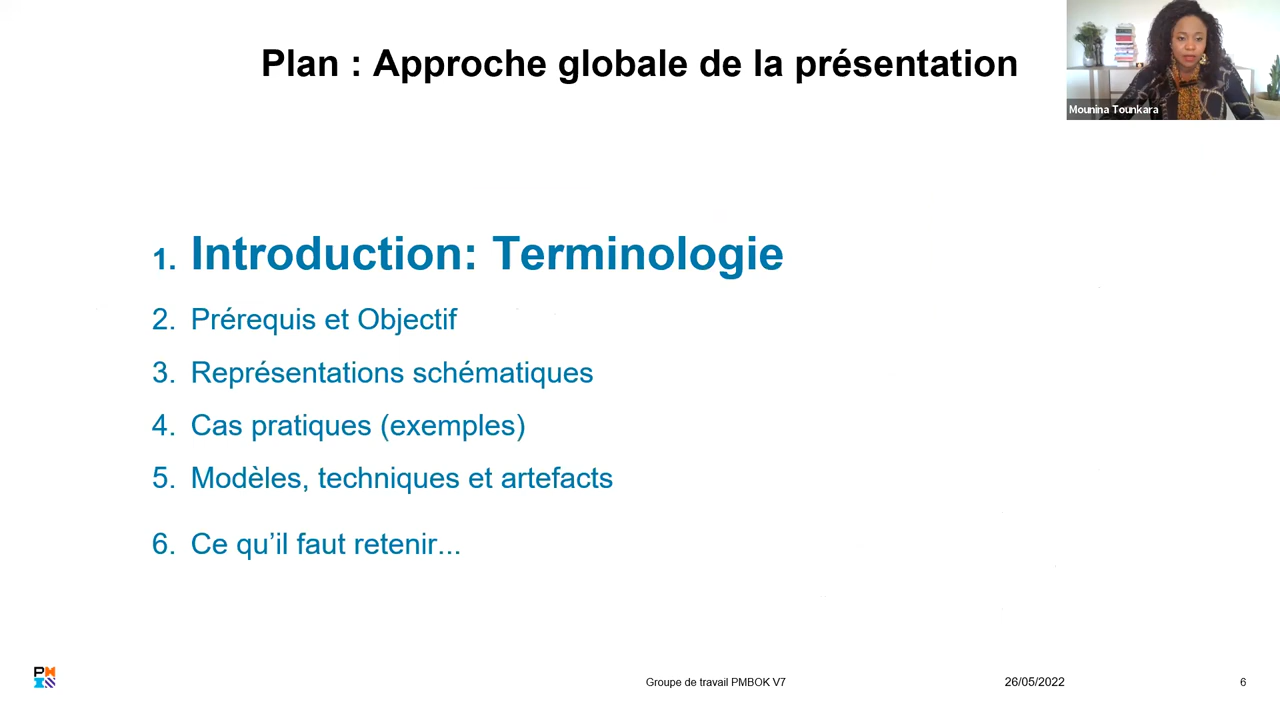 Plan : Approche globale de la présentation
Mounina Tounkara
1. Introduction: Terminologie
2. Prérequis et Objectif
3. Représentations schématiques
4. Cas pratiques (exemples)
5. Modèles, techniques et artefacts
6. Ce qu’il faut retenir...
Groupe de travail PMBOK V7
26/05/2022
6